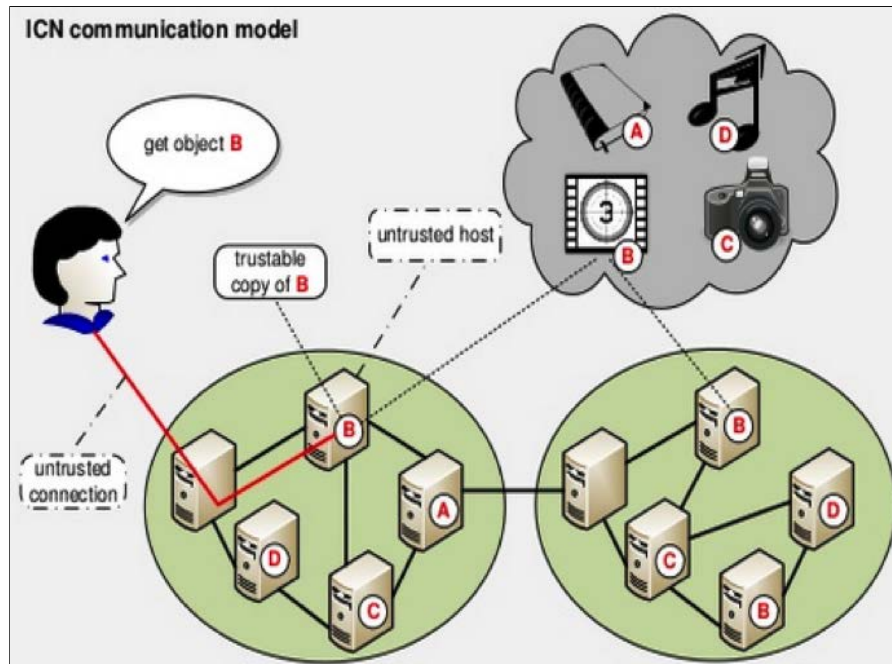 ICN communication model
get object B
A
D
3
B
C
untrusted host
trustable
copy of B
untrusted
connection
B
A
D
C
B
D
C
B